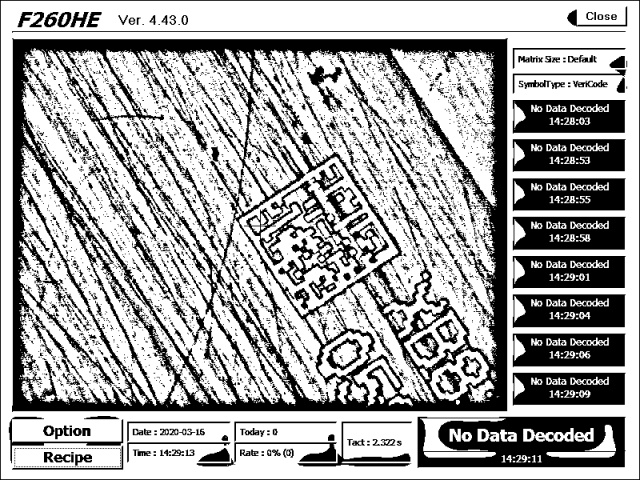 F260HE Ver. 4.43.0
Close
Matrix Size : Default
SymbolType : VeriCode
No Data Decoded
14:28:03
No Data Decoded
14:28:53
No Data Decoded
14:28:55
No Data Decoded
14:28:58
No Data Decoded
14:29:01
No Data Decoded
14:29:04
No Data Decoded
14:29:06
No Data Decoded
14:29:09
XB8
Option
Recipe
Date : 2020-03-16
Time : 14:29:13
Today : 0
Rate : 0% (0)
Tact : 2.322 s
No Data Decoded
14:29:11